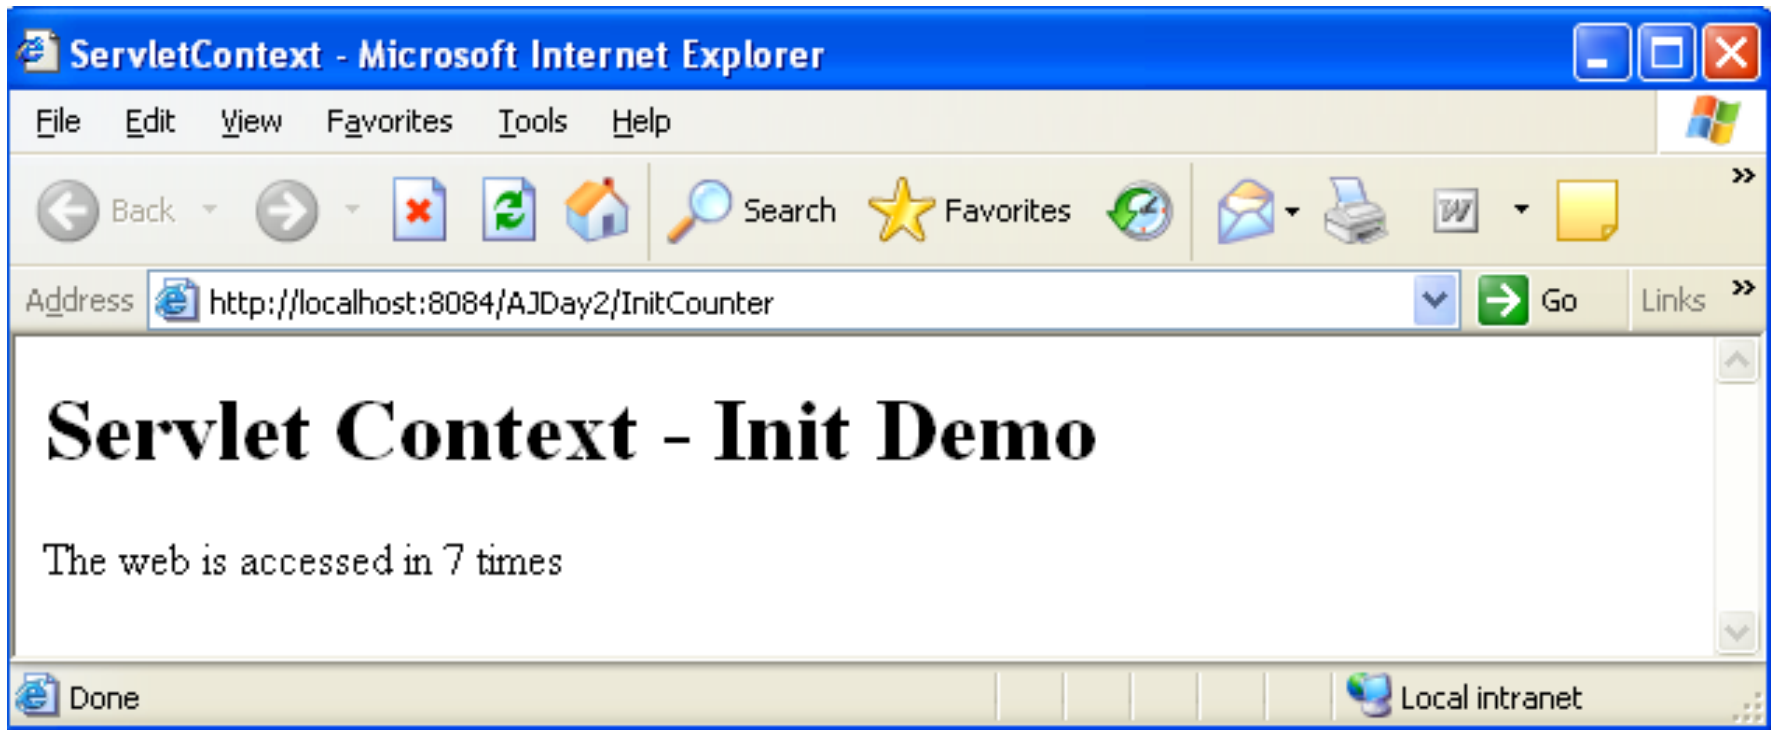 ServletContext - Microsoft Internet Explorer
File Edit View Favorites Tools Help
Back Search Favorites W »
Address http://localhost:8084/AJDay2/InitCounter Go Links »
Servlet Context - Init Demo
The web is accessed in 7 times
Done Local intranet